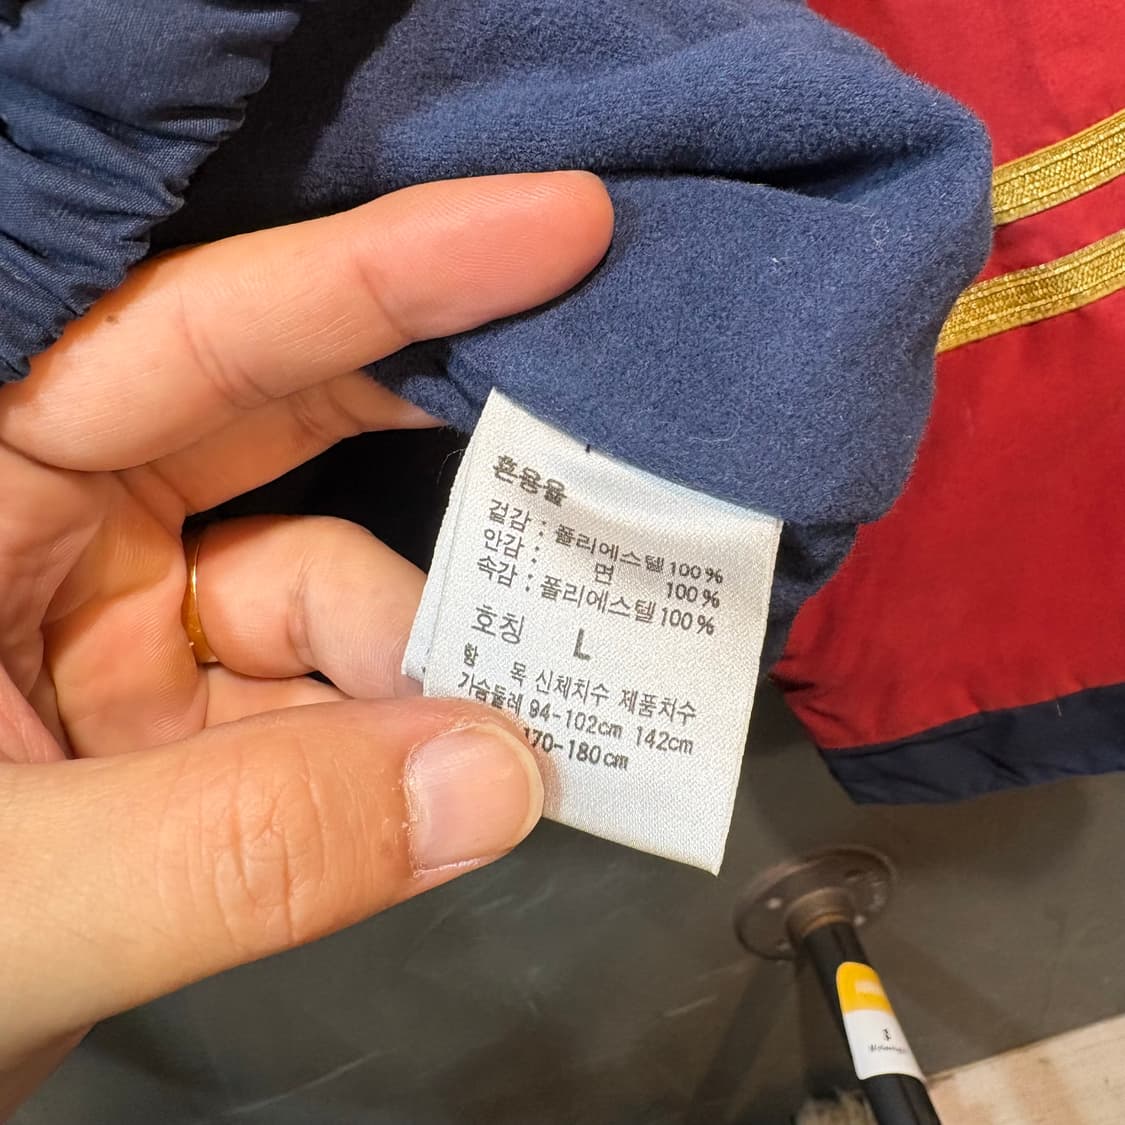 혼용율
겉감 : 폴리에스텔 100%
안감 : 면 100%
속감 : 폴리에스텔 100%
호칭 L
항 목 신체치수 제품치수
가슴둘레 94-102cm 142cm
170-180cm